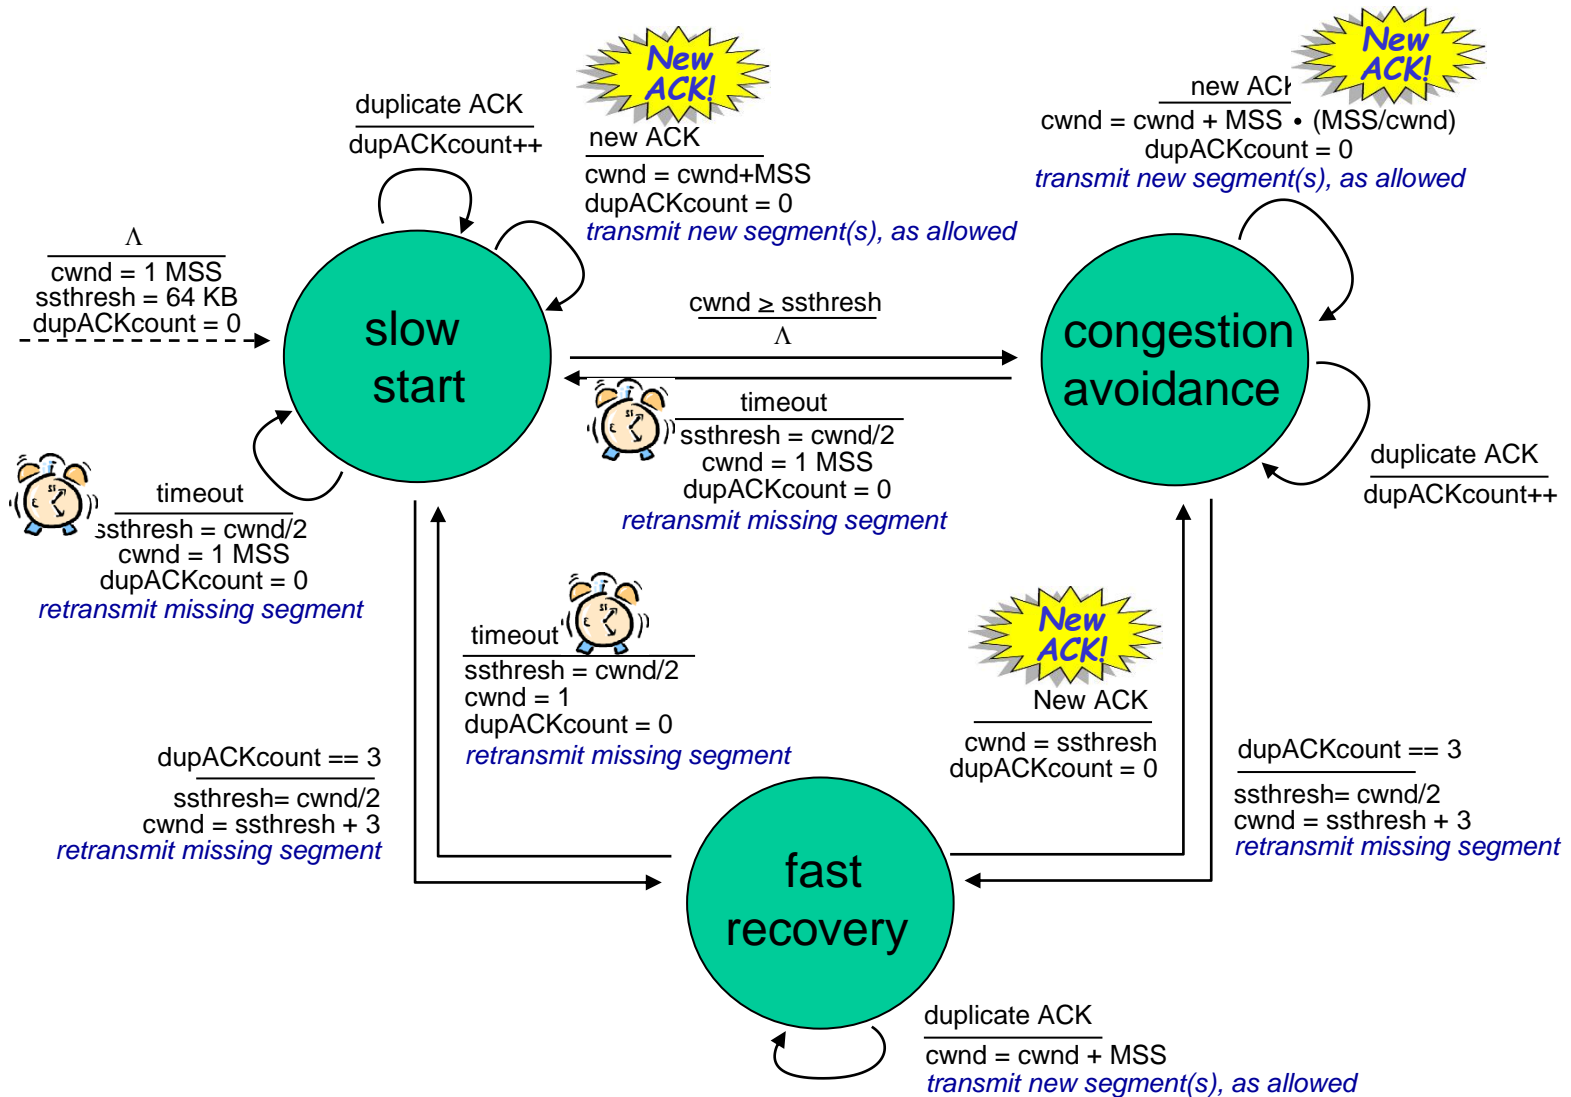 New
ACK!
duplicate ACK
dupACKcount++
new ACK
cwnd = cwnd+MSS
dupACKcount = 0
transmit new segment(s), as allowed
New
ACK!
new ACK
cwnd = cwnd + MSS • (MSS/cwnd)
dupACKcount = 0
transmit new segment(s), as allowed
Λ
cwnd = 1 MSS
ssthresh = 64 KB
dupACKcount = 0
slow
start
cwnd ≥ ssthresh
Λ
timeout
ssthresh = cwnd/2
cwnd = 1 MSS
dupACKcount = 0
retransmit missing segment
congestion
avoidance
duplicate ACK
dupACKcount++
timeout
ssthresh = cwnd/2
cwnd = 1 MSS
dupACKcount = 0
retransmit missing segment
timeout
ssthresh = cwnd/2
cwnd = 1
dupACKcount = 0
retransmit missing segment
New
ACK!
New ACK
cwnd = ssthresh
dupACKcount = 0
dupACKcount == 3
ssthresh= cwnd/2
cwnd = ssthresh + 3
retransmit missing segment
dupACKcount == 3
ssthresh= cwnd/2
cwnd = ssthresh + 3
retransmit missing segment
fast
recovery
duplicate ACK
cwnd = cwnd + MSS
transmit new segment(s), as allowed